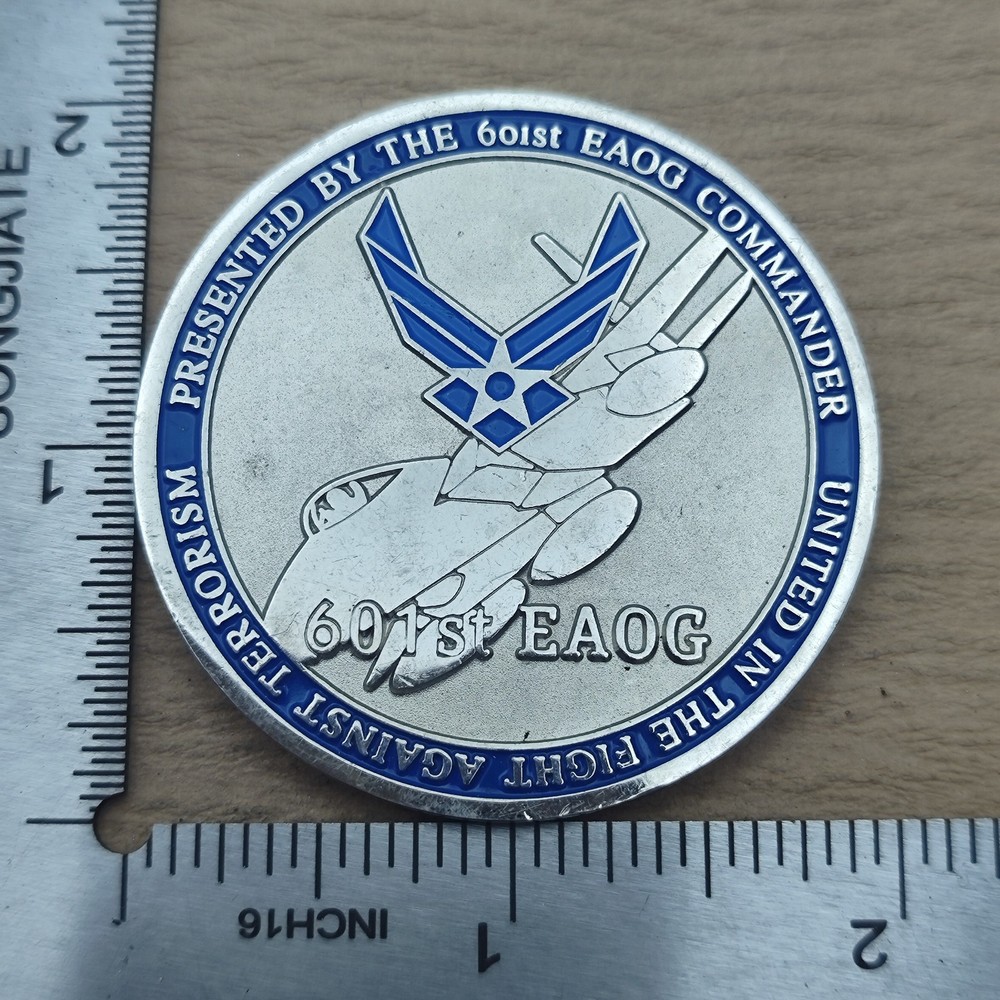 PRESENTED BY THE 601st EAOG COMMANDER
UNITED IN THE FIGHT AGAINST TERRORISM
601st EAOG
2
1
INCH16
1
2